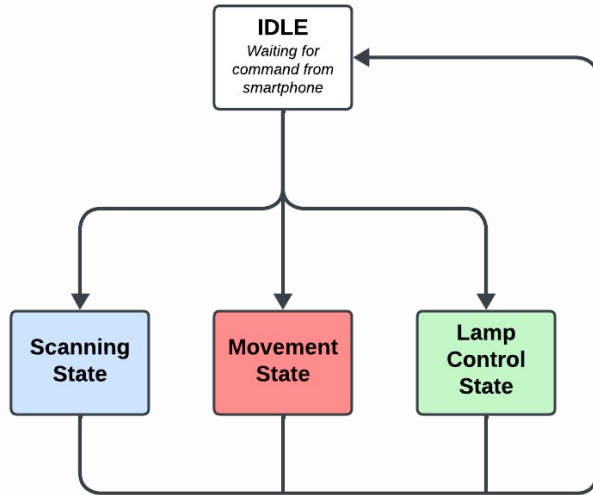 IDLE
Waiting for
command from
smartphone
Scanning
State
Movement
State
Lamp
Control
State